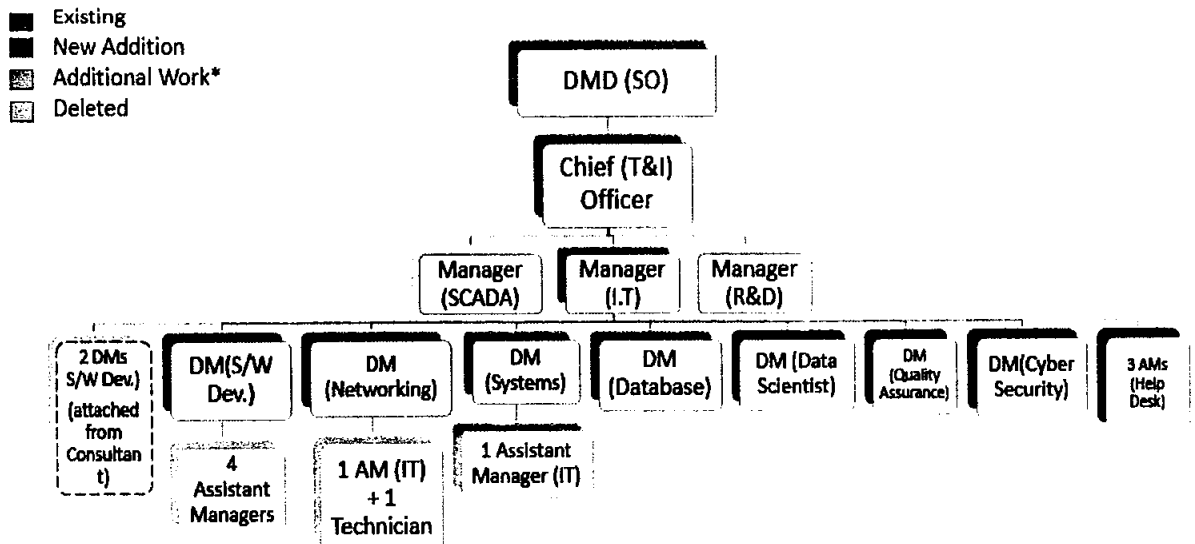 Existing
New Addition
Additional Work*
Deleted
DMD (SO)
Chief (T&I)
Officer
Manager
(SCADA)
Manager
(I.T)
Manager
(R&D)
2 DMs
S/W Dev.)
(attached
from
Consultan
t)
DM(S/W
Dev.)
DM
(Networking)
DM
(Systems)
DM
(Database)
DM (Data
Scientist)
DM
(Quality
Assurance)
DM(Cyber
Security)
3 AMs
(Help
Desk)
4
Assistant
Managers
1 AM (IT)
+ 1
Technician
1 Assistant
Manager (IT)